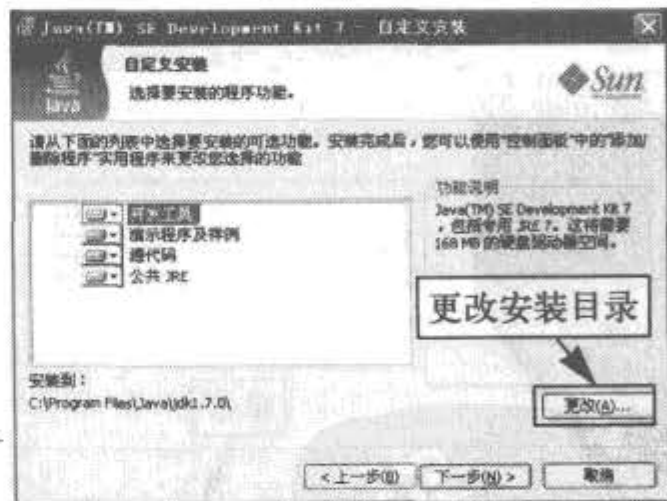 Java(TM) SE Development Kit 7 - 自定义安装
Java
自定义安装
选择要安装的程序功能。
Sun
请从下面的列表中选择要安装的可选功能。安装完成后，您可以使用“控制面板”中的“添加/
删除程序”实用程序来更改您选择的功能
开发工具
演示程序及样例
源代码
公共 JRE
功能说明
Java(TM) SE Development Kit 7
，包括专用 JRE 7。这将需要
168 MB 的硬盘驱动器空间。
更改安装目录
安装到：
C:\Program Files\Java\jdk1.7.0\
更改(A)...
<上一步(B)
下一步(N) >
取消